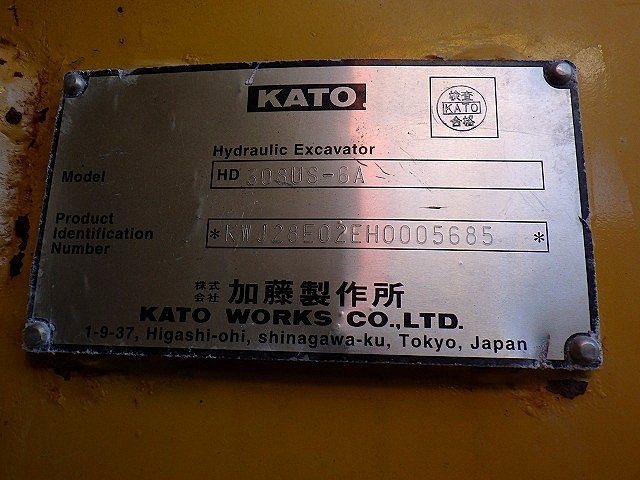 KATO
検査
KATO
合格
Hydraulic Excavator
Model HD 308US-6A
Product Identification Number *KWJ28E02EH0005685 *
株式会社 加藤製作所
KATO WORKS CO.,LTD.
1-9-37, Higashi-ohi, shinagawa-ku, Tokyo, Japan